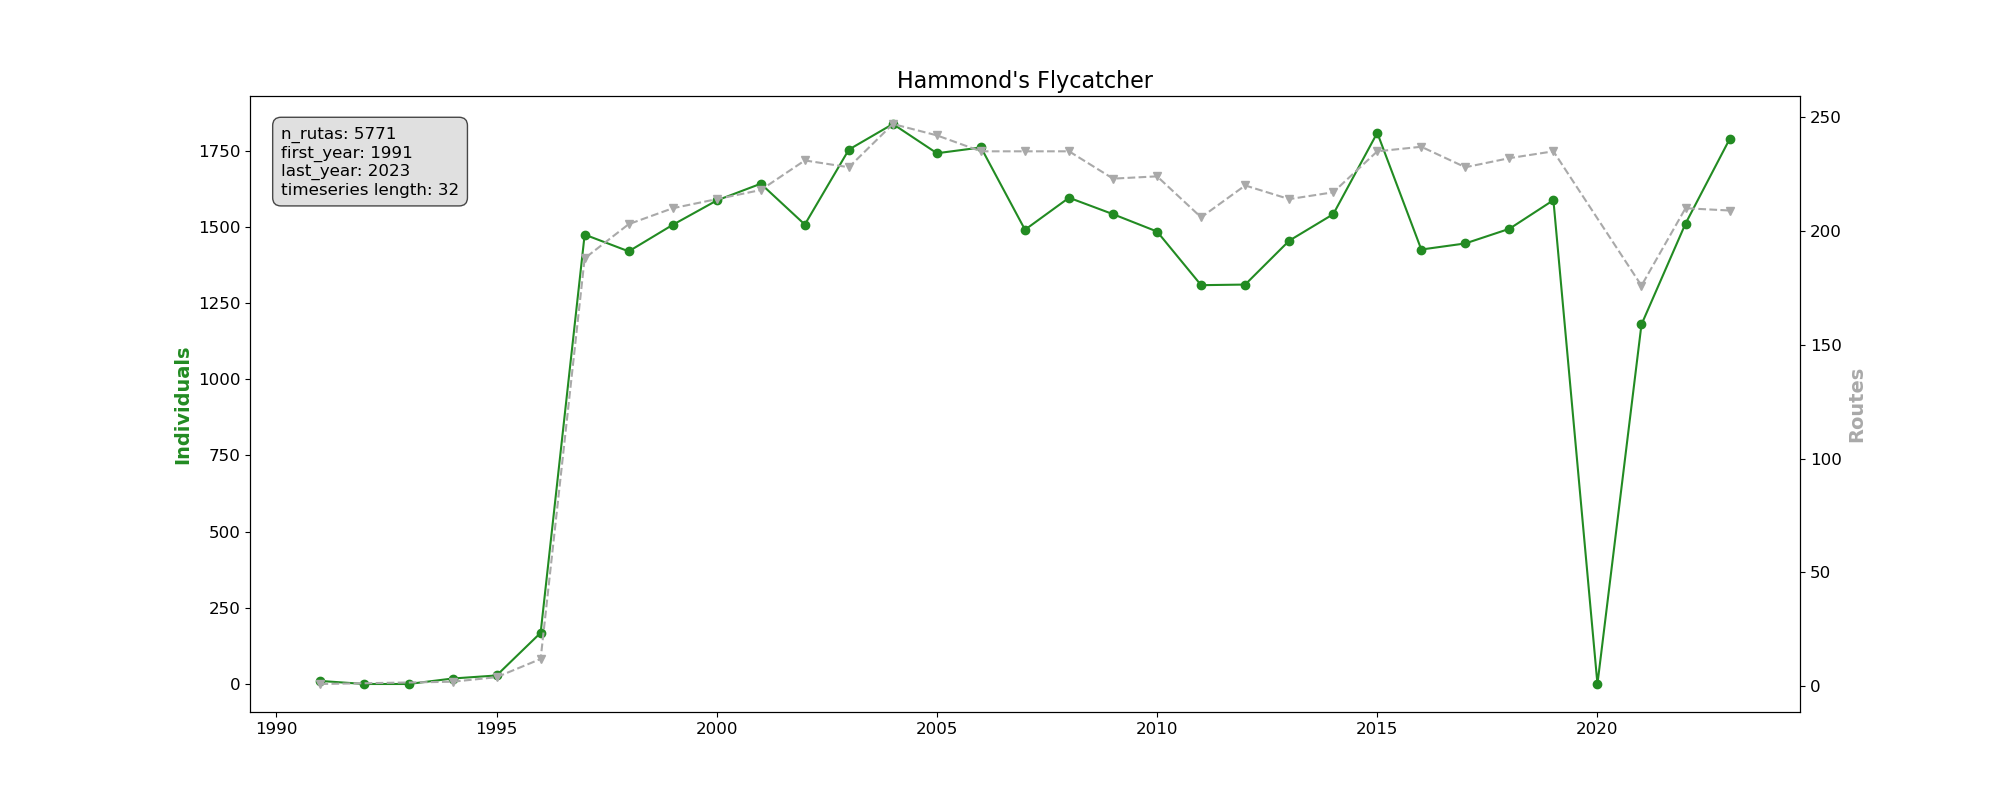 Hammond's Flycatcher
n_rutas: 5771
first_year: 1991
last_year: 2023
timeseries length: 32
Individuals
1750
1500
1250
1000
750
500
250
0
250
200
150
100
50
0
Routes
1990 1995 2000 2005 2010 2015 2020